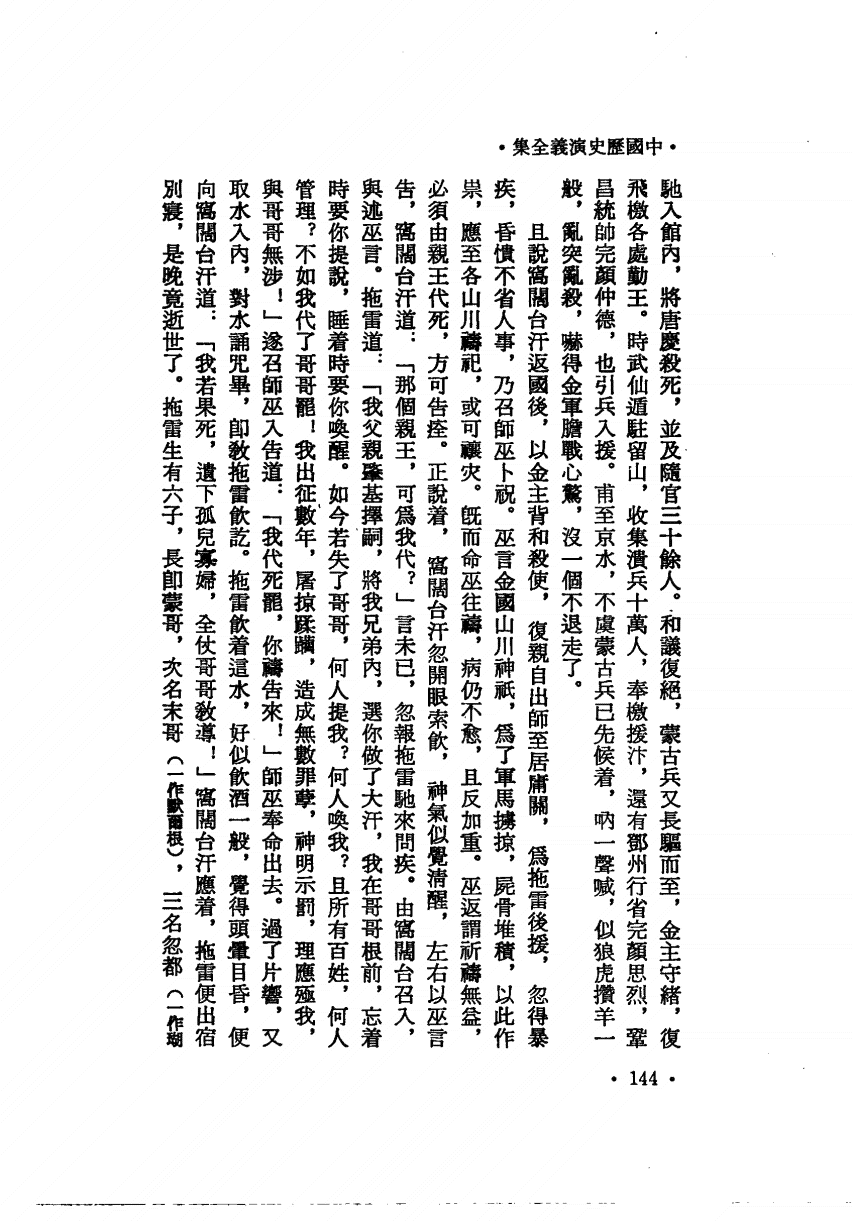 •中國歷史演義全集•
馳入館內，將唐慶殺死，並及隨官三十餘人。和議復絕，蒙古兵又長驅而至，金主守緒，復
飛檄各處勤王。時武仙遁駐留山，收集潰兵十萬人，奉檄援汴，還有鄧州行省完顏思烈，鞏
昌統帥完顏仲德，也引兵入援。甫至京水，不虞蒙古兵已先候着，吶一聲喊，似狼虎攢羊一
般，亂突亂殺，嚇得金軍膽戰心驚，沒一個不退走了。
且說窩闊台汗返國後，以金主背和殺使，復親自出師至居庸關，爲拖雷後援，忽得暴
疾，昏憒不省人事，乃召師巫卜祝。巫言金國山川神祇，爲了軍馬擄掠，屍骨堆積，以此作
祟，應至各山川禱祀，或可禳灾。旣而命巫往禱，病仍不愈，且反加重。巫返謂祈禱無益，
必須由親王代死，方可告痊。正說着，窩闊台汗忽開眼索飲，神氣似覺清醒，左右以巫言
告，窩闊台汗道：「那個親王，可爲我代？」言未已，忽報拖雷馳來問疾。由窩闊台召入，
與述巫言。拖雷道：「我父親肇基擇嗣，將我兄弟內，選你做了大汗，我在哥哥根前，忘着
時要你提說，睡着時要你喚醒。如今若失了哥哥，何人提我？何人喚我？且所有百姓，何人
管理？不如我代了哥哥罷！我出征數年，屠掠蹂躪，造成無數罪孽，神明示罰，理應殛我，
與哥哥無涉！」遂召師巫入告道：「我代死罷，你禱告來！」師巫奉命出去。過了片響，又
取水入內，對水誦咒畢，卽敎拖雷飲訖。拖雷飲着這水，好似飲酒一般，覺得頭暈目昏，便
向窩闊台汗道：「我若果死，遺下孤兒寡婦，全仗哥哥敎導！」窩闊台汗應着，拖雷便出宿
別寢，是晚竟逝世了。拖雷生有六子，長卽蒙哥，次名末哥（一作默爾根），三名忽都（一作瑚
• 144 •